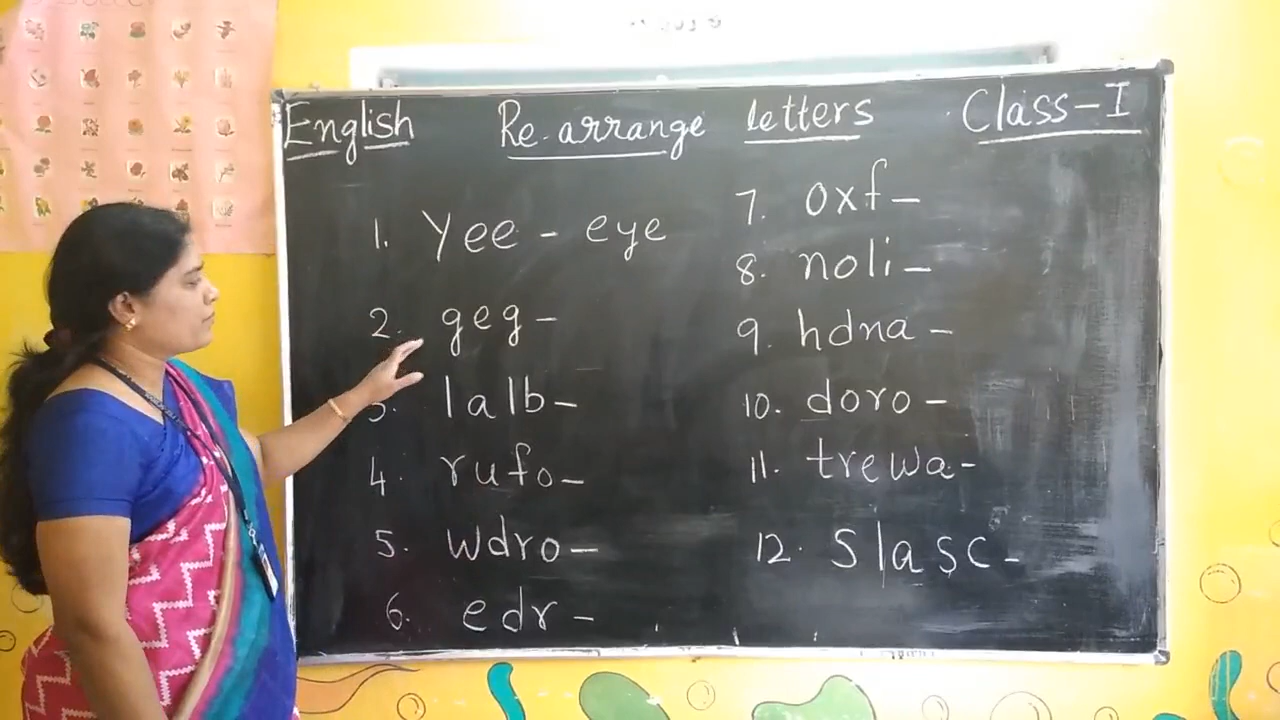 English Re-arrange letters Class-I
1. Yee - eye
2. geg -
3. lalb -
4. rufo -
5. wdro -
6. edr -
7. oxf -
8. noli -
9. hdna -
10. doro -
11. trewa -
12. Slasc -